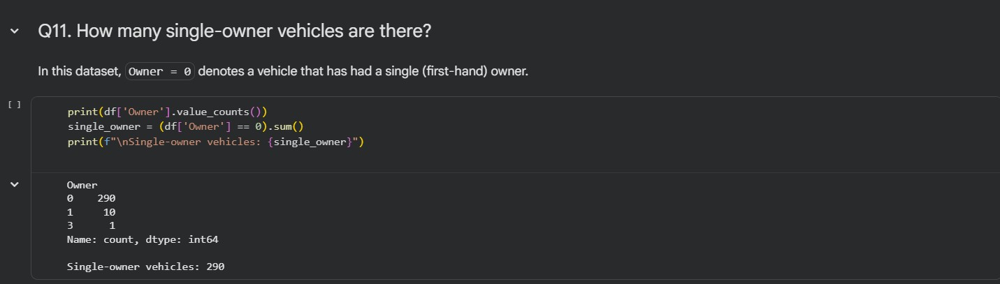 Q11. How many single-owner vehicles are there?
In this dataset, Owner = 0 denotes a vehicle that has had a single (first-hand) owner.
[ ]
print(df['Owner'].value_counts())
single_owner = (df['Owner'] == 0).sum()
print(f"\nSingle-owner vehicles: {single_owner}")
Owner
0    290
1     10
3      1
Name: count, dtype: int64
Single-owner vehicles: 290